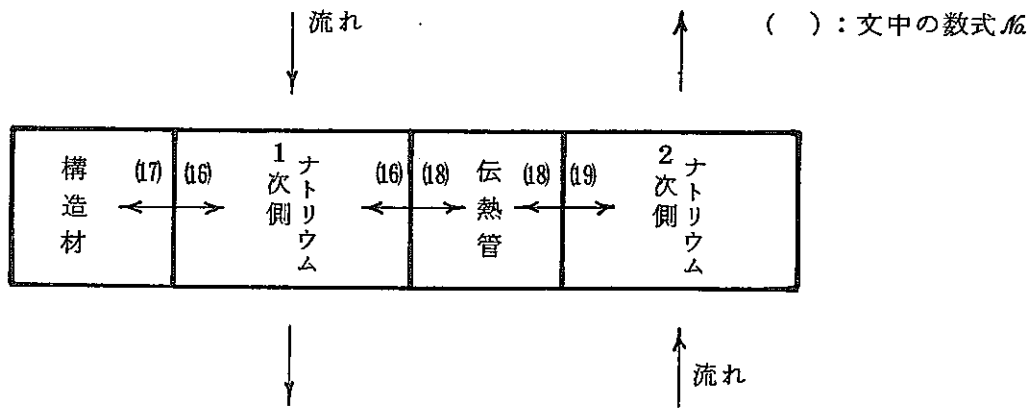 流れ
( ):文中の数式№
構造材
(17)
(16)
1次側
ナトリウム
(16)
(18)
伝熱管
(18)
(19)
2次側
ナトリウム
流れ